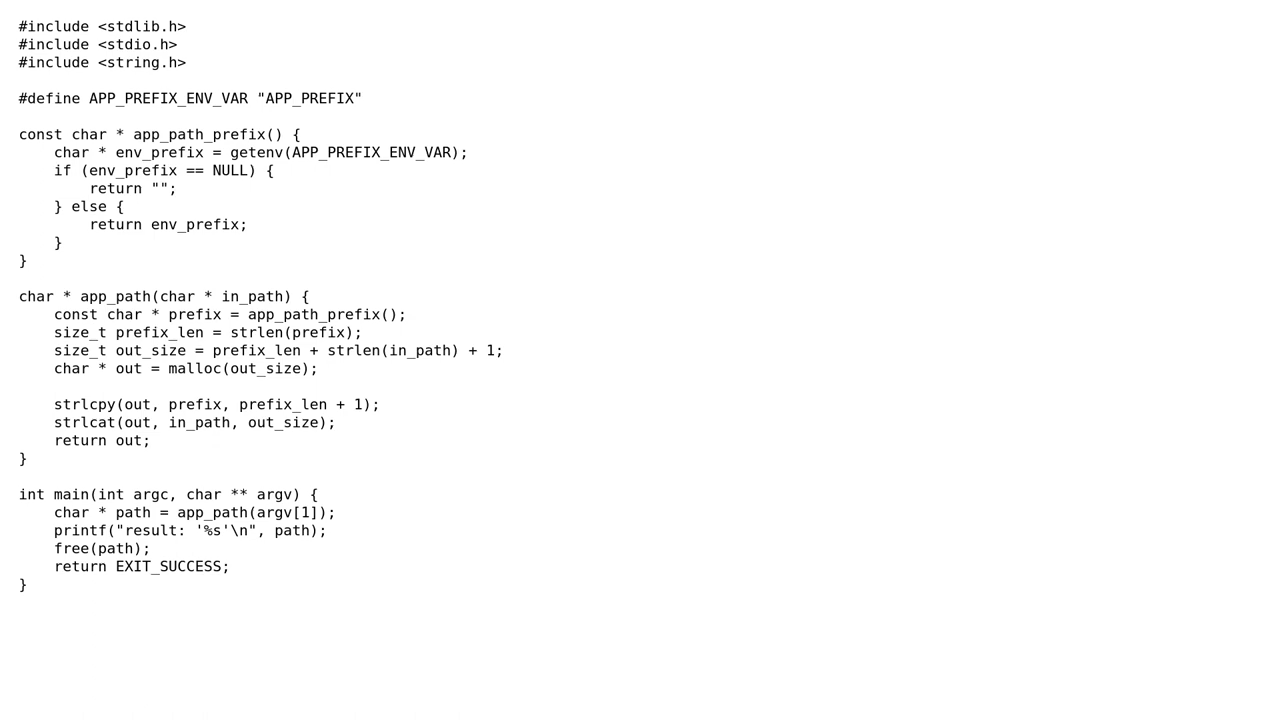 #include <stdlib.h>
#include <stdio.h>
#include <string.h>

#define APP_PREFIX_ENV_VAR "APP_PREFIX"

const char * app_path_prefix() {
    char * env_prefix = getenv(APP_PREFIX_ENV_VAR);
    if (env_prefix == NULL) {
        return "";
    } else {
        return env_prefix;
    }
}

char * app_path(char * in_path) {
    const char * prefix = app_path_prefix();
    size_t prefix_len = strlen(prefix);
    size_t out_size = prefix_len + strlen(in_path) + 1;
    char * out = malloc(out_size);

    strlcpy(out, prefix, prefix_len + 1);
    strlcat(out, in_path, out_size);
    return out;
}

int main(int argc, char ** argv) {
    char * path = app_path(argv[1]);
    printf("result: '%s'\n", path);
    free(path);
    return EXIT_SUCCESS;
}